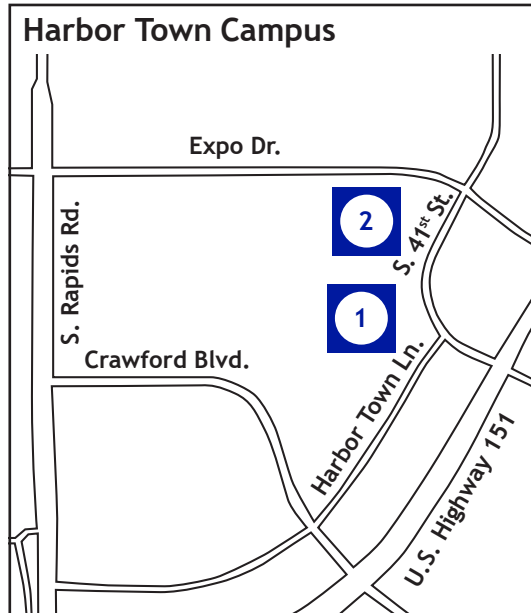 Harbor Town Campus
Expo Dr.
2
S. 41st St.
S. Rapids Rd.
1
Crawford Blvd.
Harbor Town Ln.
U.S. Highway 151